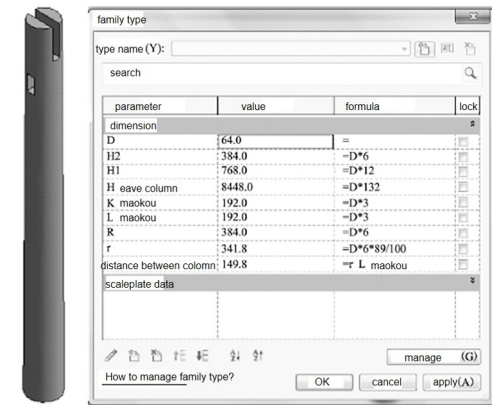 family type
type name(Y):
search
parameter value formula lock
dimension
D 64.0 =
H2 384.0 =D*6
H1 768.0 =D*12
H eave column 8448.0 =D*132
K maokou 192.0 =D*3
L maokou 192.0 =D*3
R 384.0 =D*6
r 341.8 =D*6*89/100
distance between colomn 149.8 =r L maokou
scaleplate data
manage (G)
How to manage family type?
OK cancel apply(A)